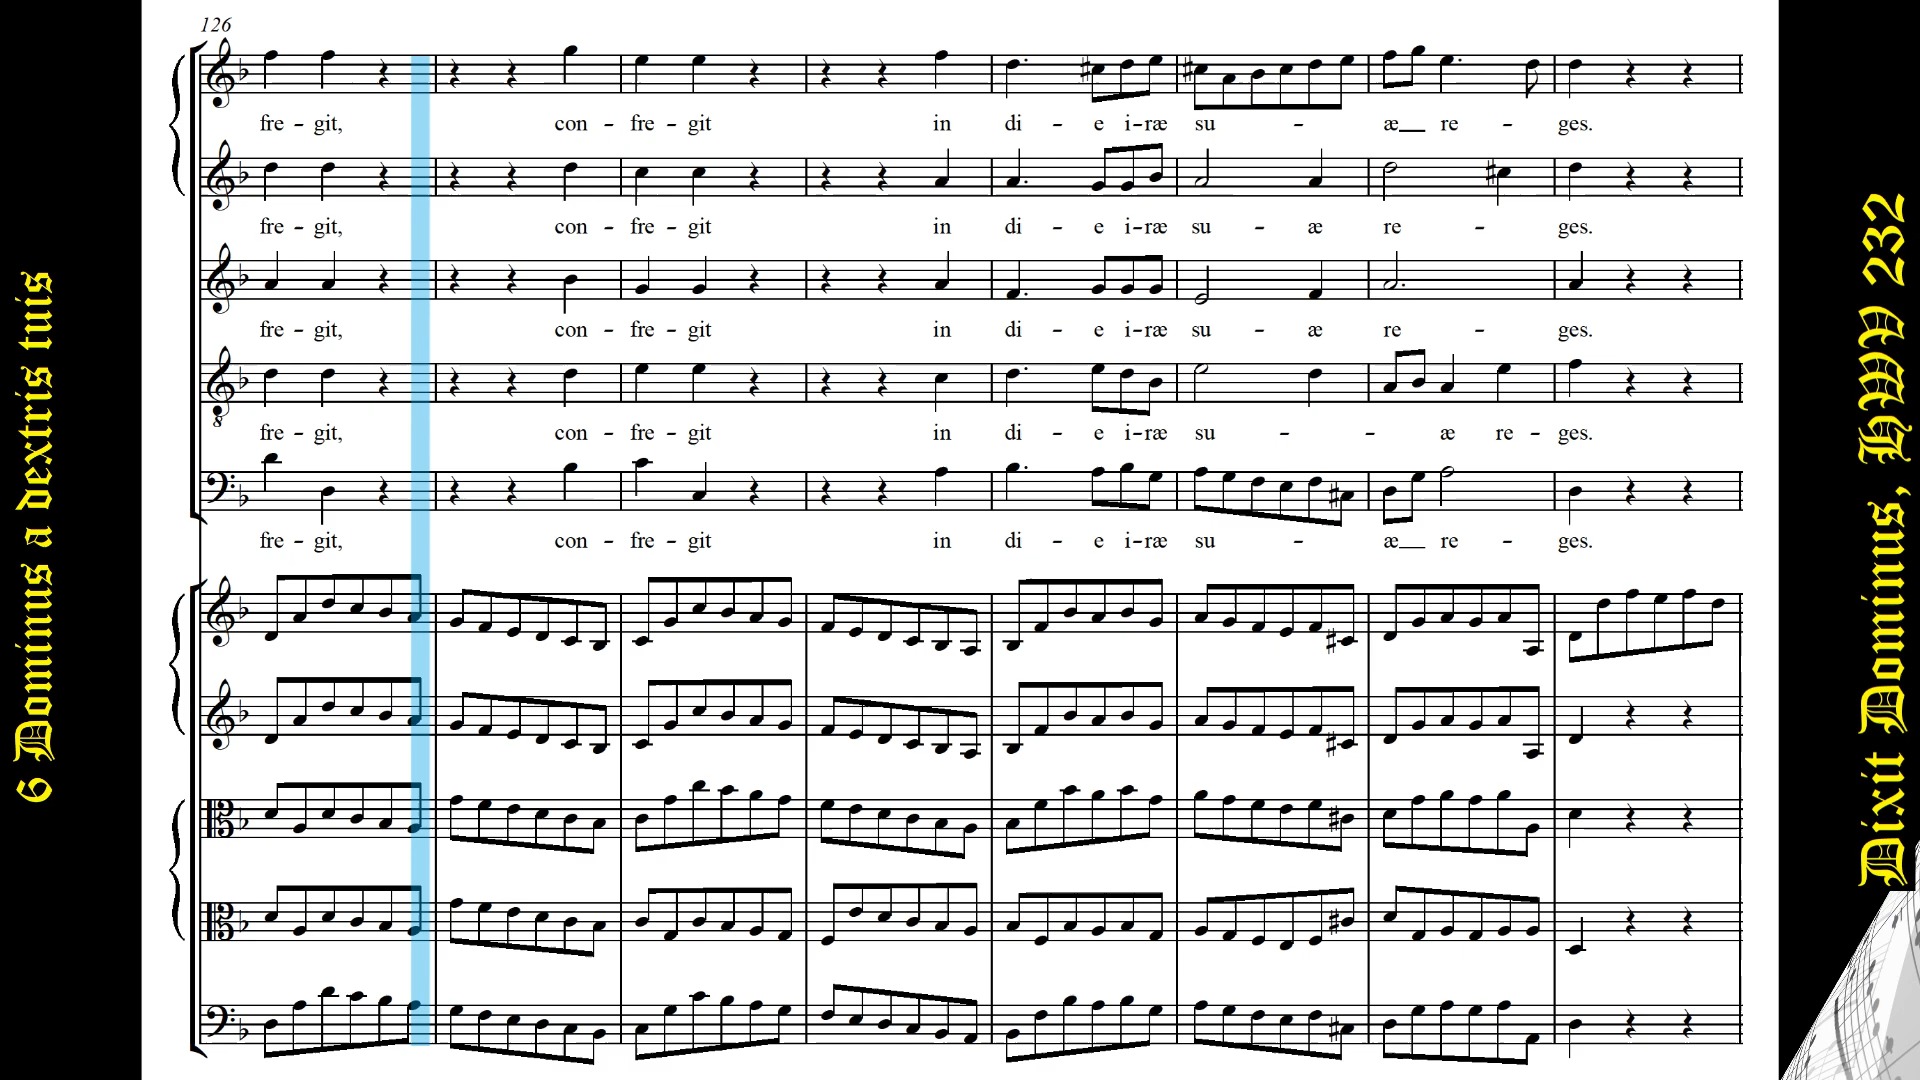 6 Dominus a dextris tuis
126
fre - git, con - fre - git in di - e i-ræ su - æ re - ges.
fre - git, con - fre - git in di - e i-ræ su - æ re - ges.
fre - git, con - fre - git in di - e i-ræ su - æ re - ges.
8
fre - git, con - fre - git in di - e i-ræ su - - æ re - ges.
fre - git, con - fre - git in di - e i-ræ su - æ re - ges.
Dixit Dominus, HWV 232